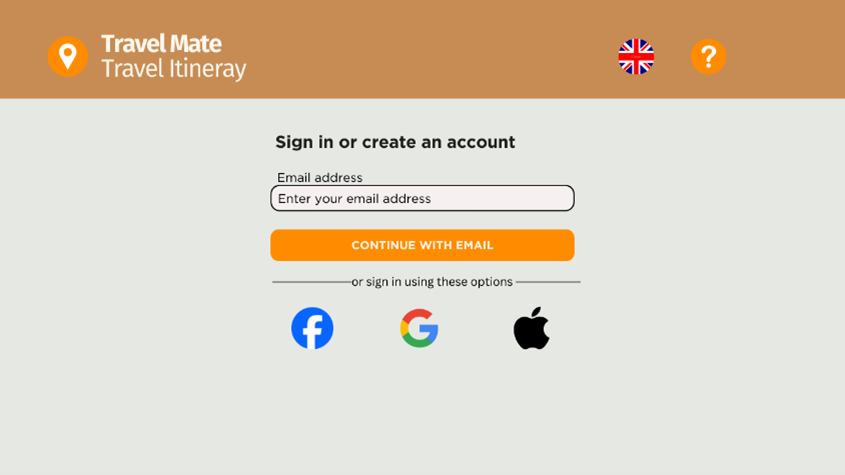 Travel Mate
Travel Itineray
?
Sign in or create an account
Email address
Enter your email address
CONTINUE WITH EMAIL
or sign in using these options